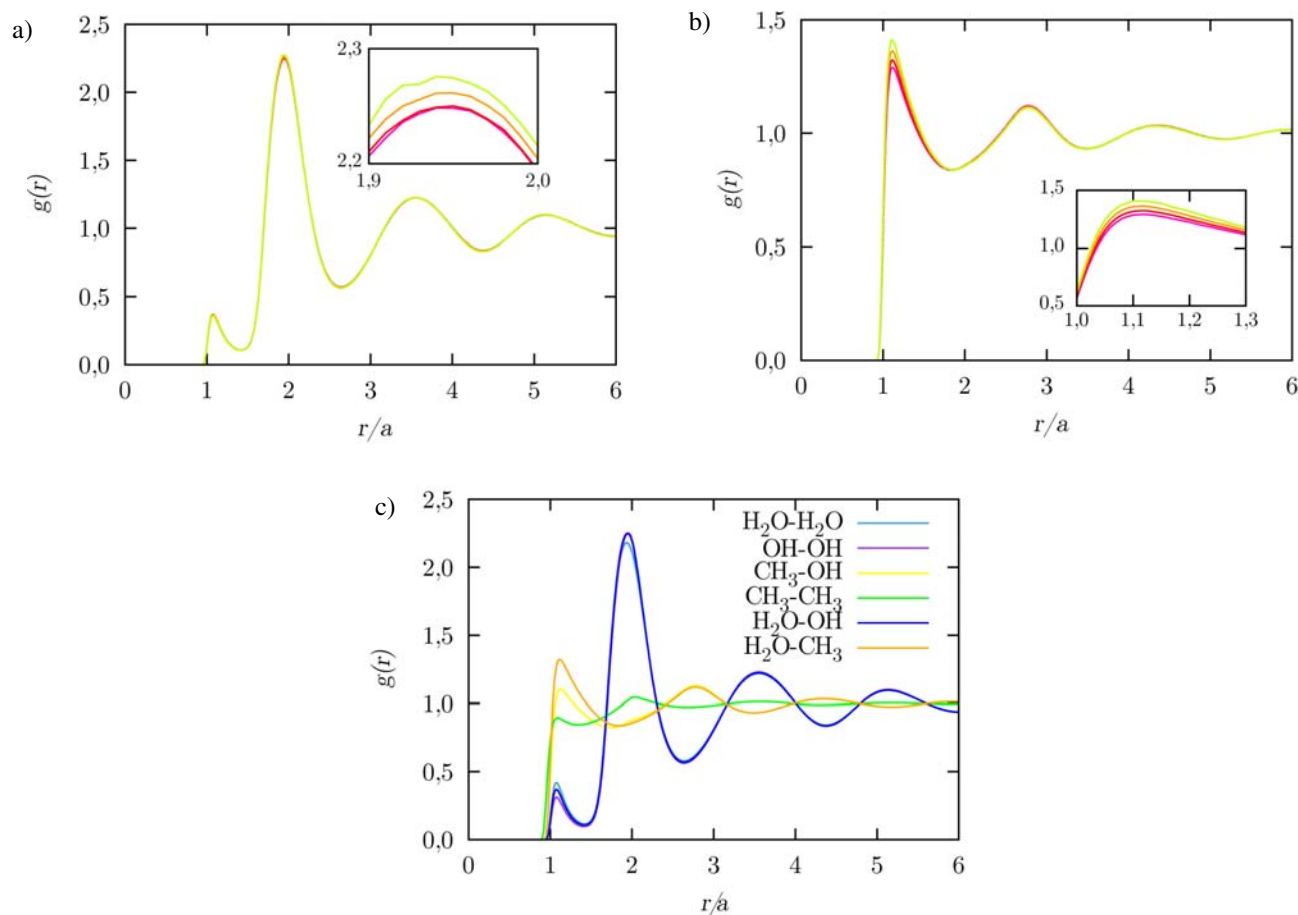 a)
2,5
2,0
1,5
1,0
0,5
0,0
g(r)
0 1 2 3 4 5 6
r/a
2,3
2,2
1,9 2,0
b)
1,5
1,0
0,5
0,0
g(r)
0 1 2 3 4 5 6
r/a
1,5
1,0
0,5
1,0 1,1 1,2 1,3
c)
2,5
2,0
1,5
1,0
0,5
0,0
g(r)
0 1 2 3 4 5 6
r/a
H₂O-H₂O
OH-OH
CH₃-OH
CH₃-CH₃
H₂O-OH
H₂O-CH₃